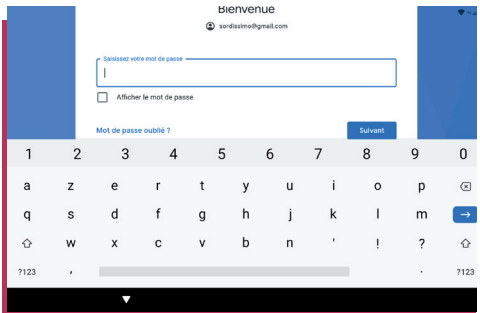 Bienvenue
sordissimo@gmail.com
Saisissez votre mot de passe
Afficher le mot de passe
Mot de passe oublié ?
Suivant
1 2 3 4 5 6 7 8 9 0
a z e r t y u i o p
q s d f g h j k l m
w x c v b n ' ! ?
?123 , . ?123